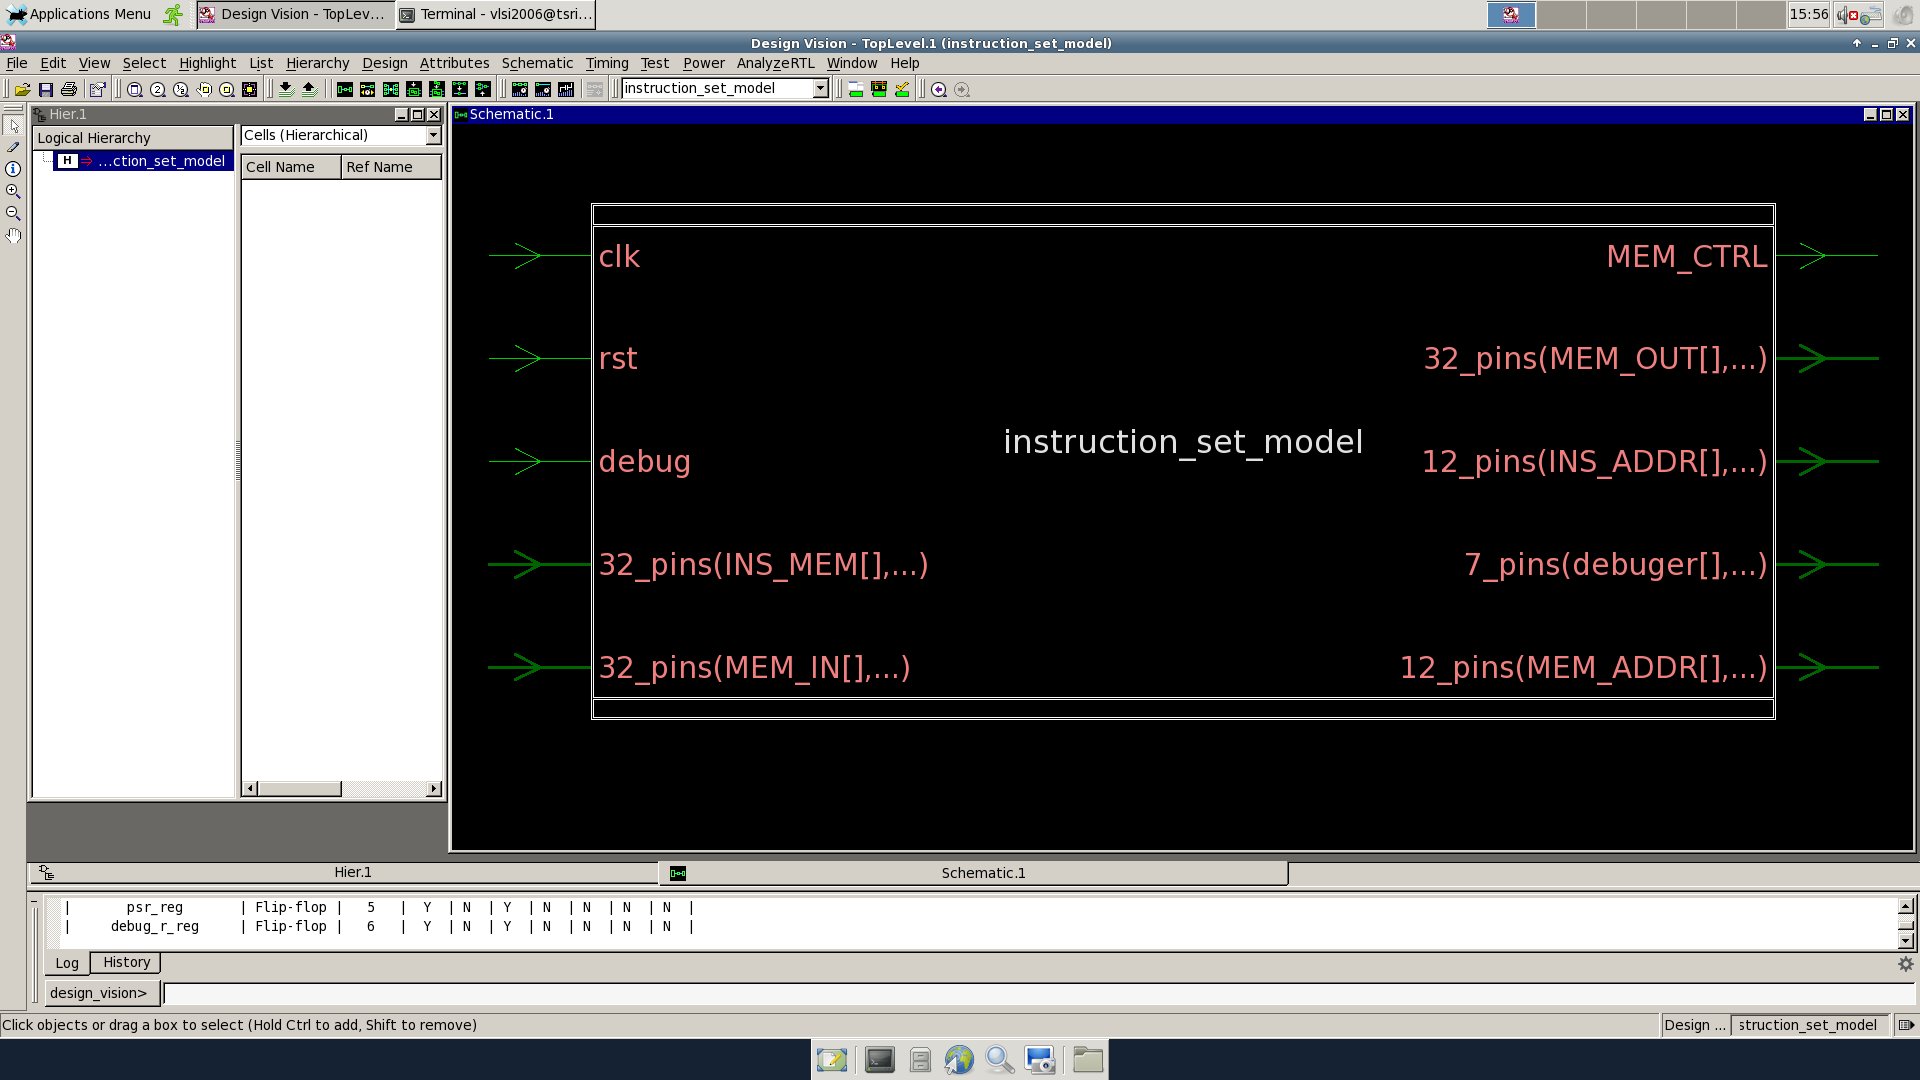 Applications Menu
Design Vision - TopLev...
Terminal - vlsi2006@tsri...
15:56
Design Vision - TopLevel.1 (instruction_set_model)
File Edit View Select Highlight List Hierarchy Design Attributes Schematic Timing Test Power AnalyzeRTL Window Help
instruction_set_model
Hier.1
Logical Hierarchy
H ...ction_set_model
Cells (Hierarchical)
Cell Name Ref Name
Schematic.1
clk
rst
debug
32_pins(INS_MEM[],...)
32_pins(MEM_IN[],...)
instruction_set_model
MEM_CTRL
32_pins(MEM_OUT[],...)
12_pins(INS_ADDR[],...)
7_pins(debuger[],...)
12_pins(MEM_ADDR[],...)
Hier.1
Schematic.1
| psr_reg | Flip-flop | 5 | Y | N | Y | N | N | N | N |
| debug_r_reg | Flip-flop | 6 | Y | N | Y | N | N | N | N |
Log History
design_vision>
Click objects or drag a box to select (Hold Ctrl to add, Shift to remove)
Design ... struction_set_model